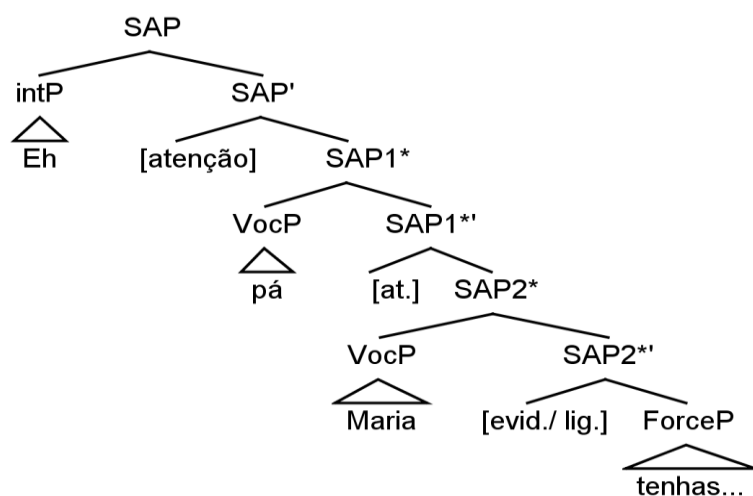 SAP
intP SAP'
Eh [atenção] SAP1*
VocP SAP1*'
pá [at.] SAP2*
VocP SAP2*'
Maria [evid./ lig.] ForceP
tenhas...